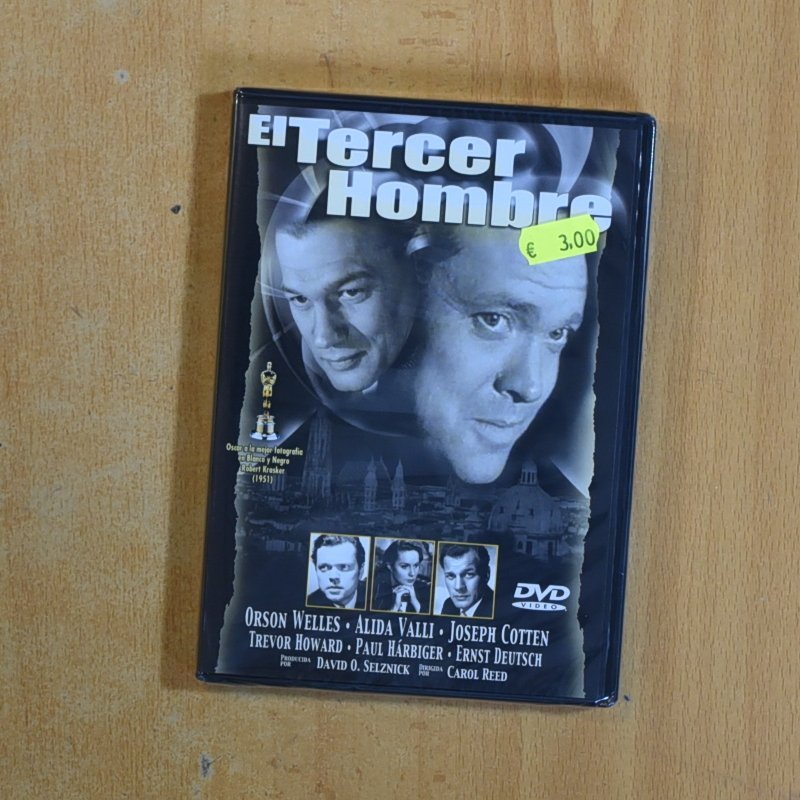 El Tercer
Hombre
€ 3.00
Oscar a la mejor fotografía
en Blanco y Negro
Robert Krasker
(1951)
DVD
VIDEO
ORSON WELLES • ALIDA VALLI • JOSEPH COTTEN
TREVOR HOWARD • PAUL HÁRBIGER • ERNST DEUTSCH
PRODUCIDA POR DAVID O. SELZNICK DIRIGIDA POR CAROL REED